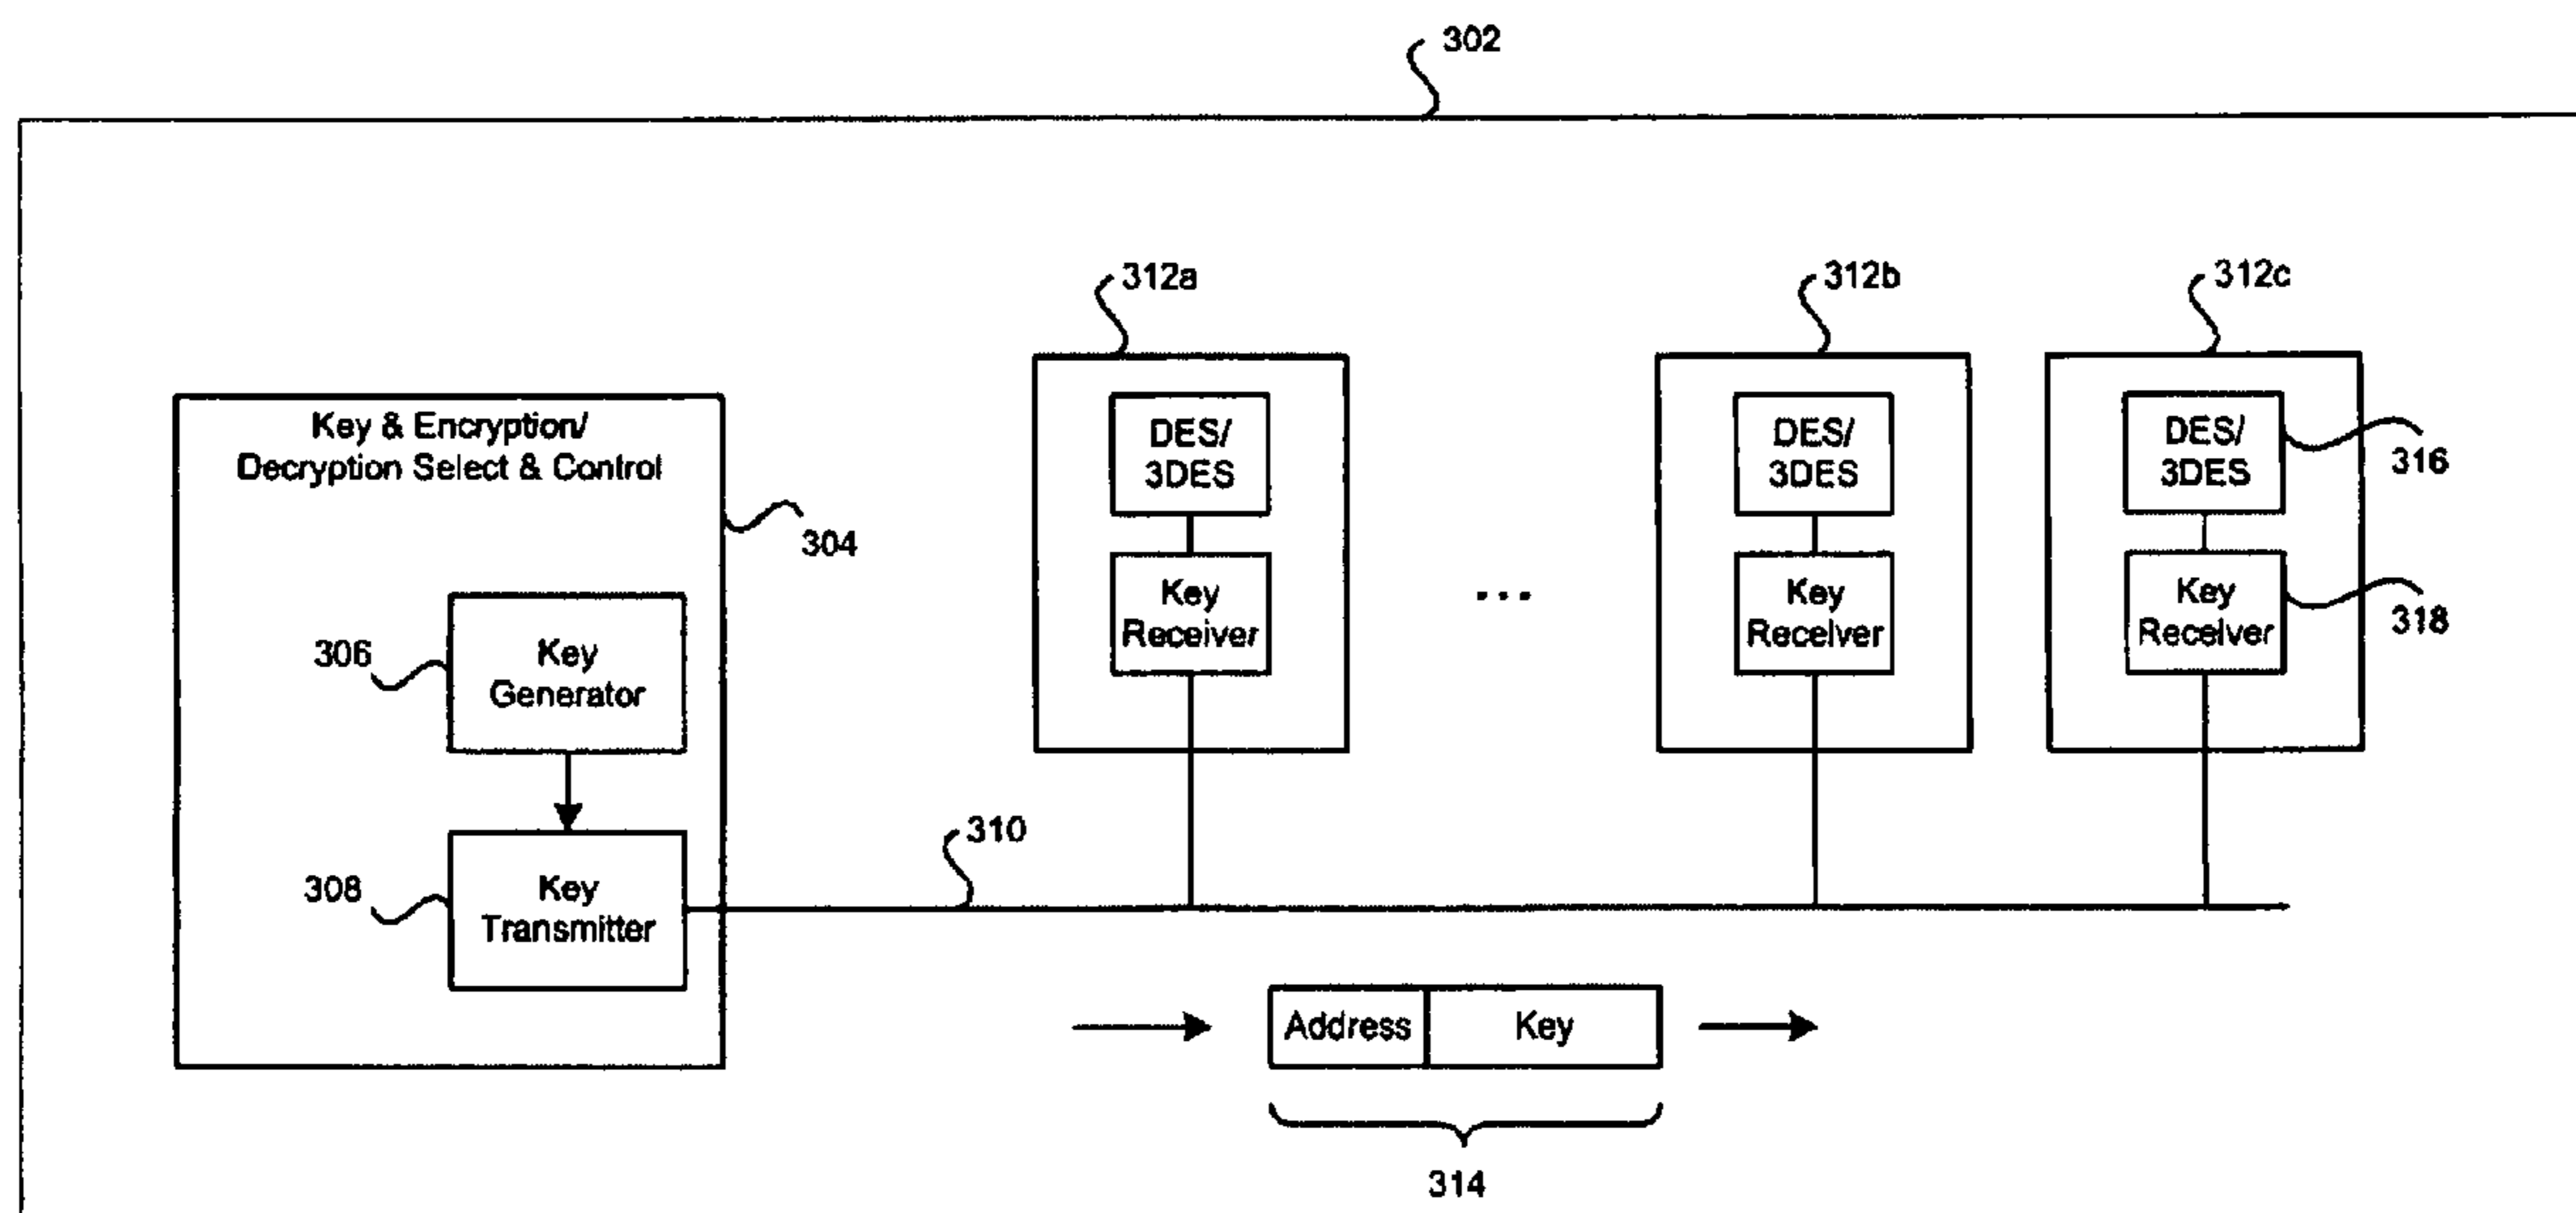 302
312a
312b
312c
Key & Encryption/
Decryption Select & Control
304
DES/
3DES
DES/
3DES
DES/
3DES
316
306
Key
Generator
Key
Receiver
...
Key
Receiver
Key
Receiver
318
308
Key
Transmitter
310
Address
Key
314